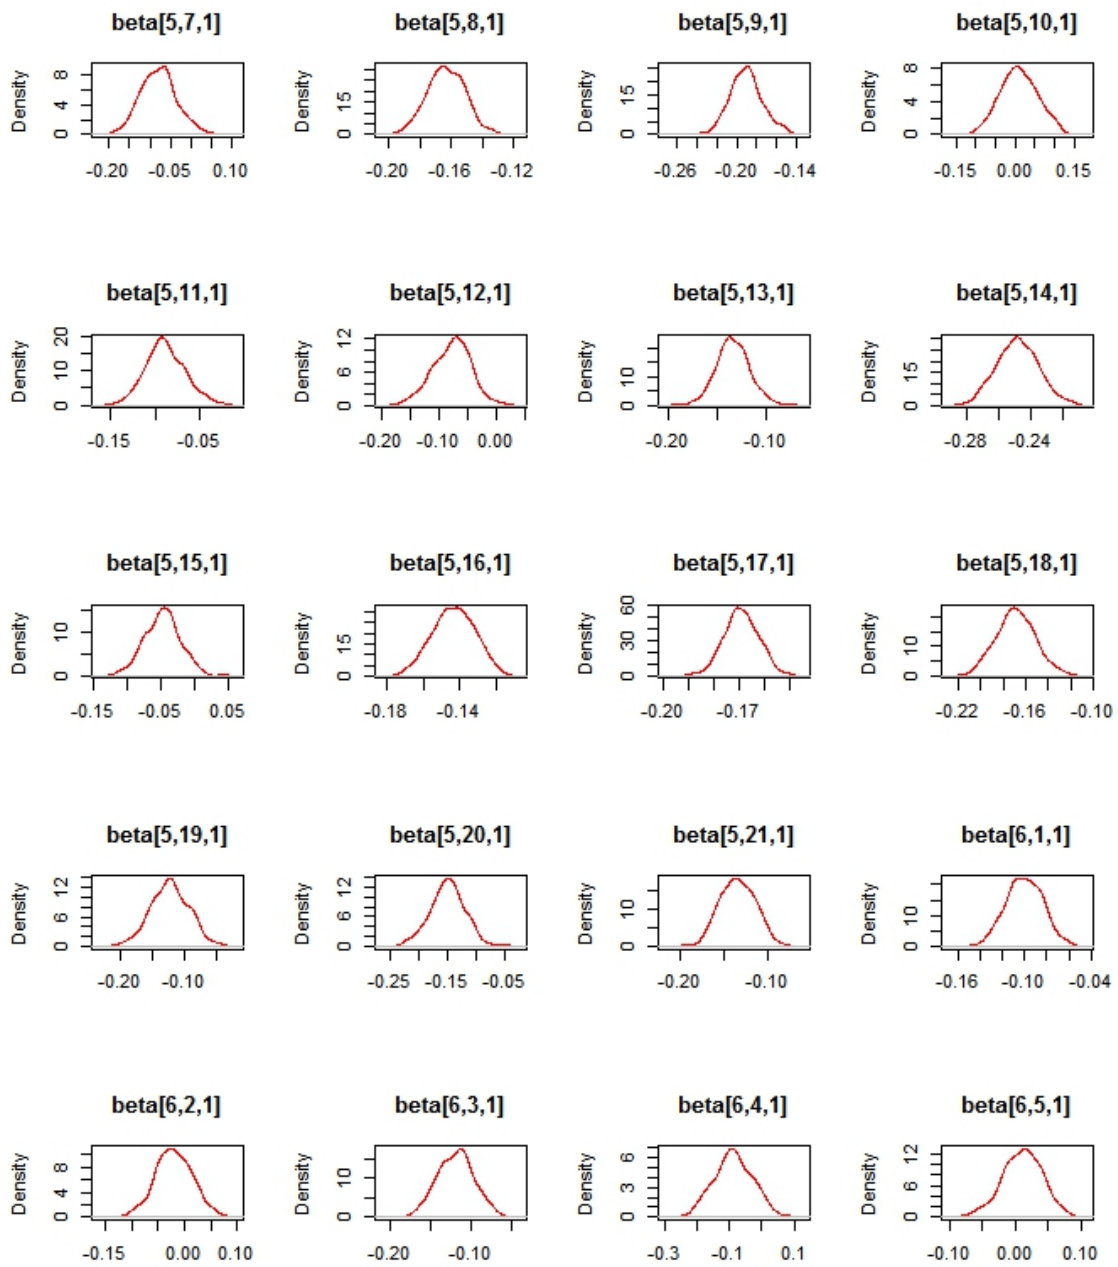 beta[5,7,1] beta[5,8,1] beta[5,9,1] beta[5,10,1]
Density 0 4 8 Density 0 15 Density 0 15 Density 0 4 8
-0.20 -0.05 0.10 -0.20 -0.16 -0.12 -0.26 -0.20 -0.14 -0.15 0.00 0.15
beta[5,11,1] beta[5,12,1] beta[5,13,1] beta[5,14,1]
Density 0 10 20 Density 0 6 12 Density 0 10 Density 0 15
-0.15 -0.05 -0.20 -0.10 0.00 -0.20 -0.10 -0.28 -0.24
beta[5,15,1] beta[5,16,1] beta[5,17,1] beta[5,18,1]
Density 0 10 Density 0 15 Density 0 30 60 Density 0 10
-0.15 -0.05 0.05 -0.18 -0.14 -0.20 -0.17 -0.22 -0.16 -0.10
beta[5,19,1] beta[5,20,1] beta[5,21,1] beta[6,1,1]
Density 0 6 12 Density 0 6 12 Density 0 10 Density 0 10
-0.20 -0.10 -0.25 -0.15 -0.05 -0.20 -0.10 -0.16 -0.10 -0.04
beta[6,2,1] beta[6,3,1] beta[6,4,1] beta[6,5,1]
Density 0 4 8 Density 0 10 Density 0 3 6 Density 0 6 12
-0.15 0.00 0.10 -0.20 -0.10 -0.3 -0.1 0.1 -0.10 0.00 0.10